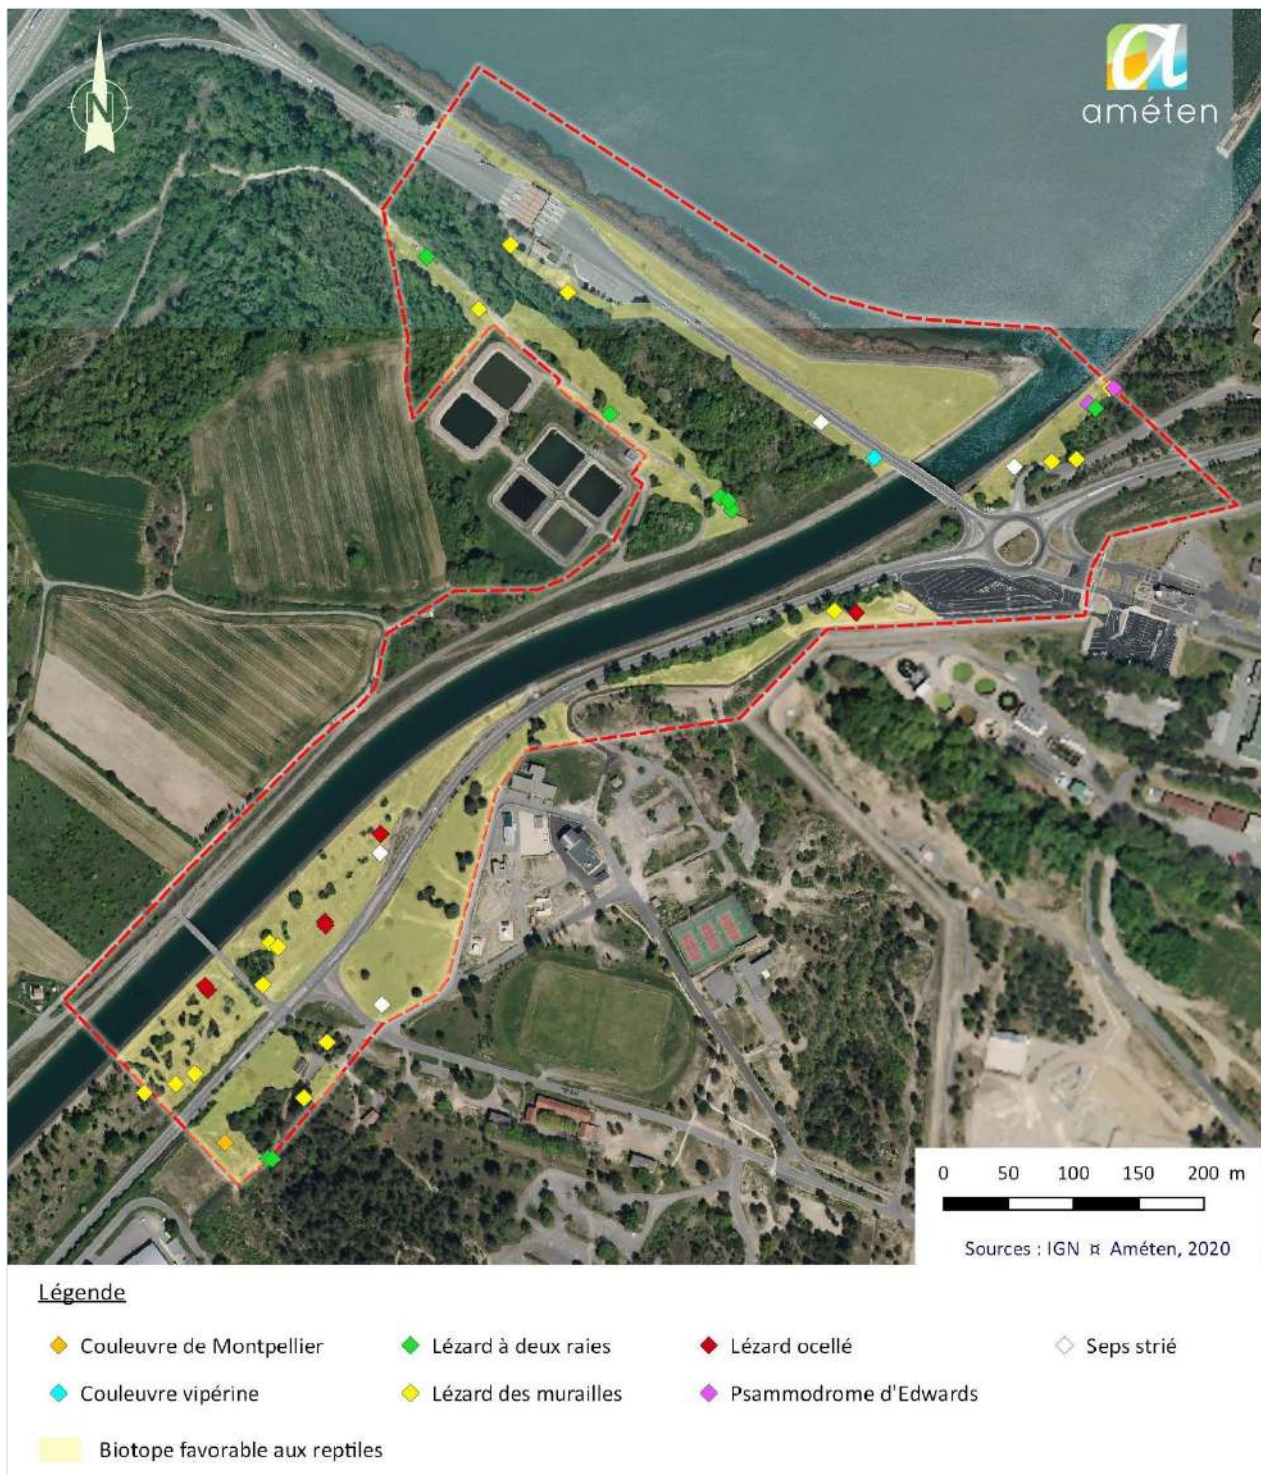 N
améten
0 50 100 150 200 m
Sources : IGN ¤ Améten, 2020
Légende
Couleuvre de Montpellier
Lézard à deux raies
Lézard ocellé
Seps strié
Couleuvre vipérine
Lézard des murailles
Psammodrome d'Edwards
Biotope favorable aux reptiles